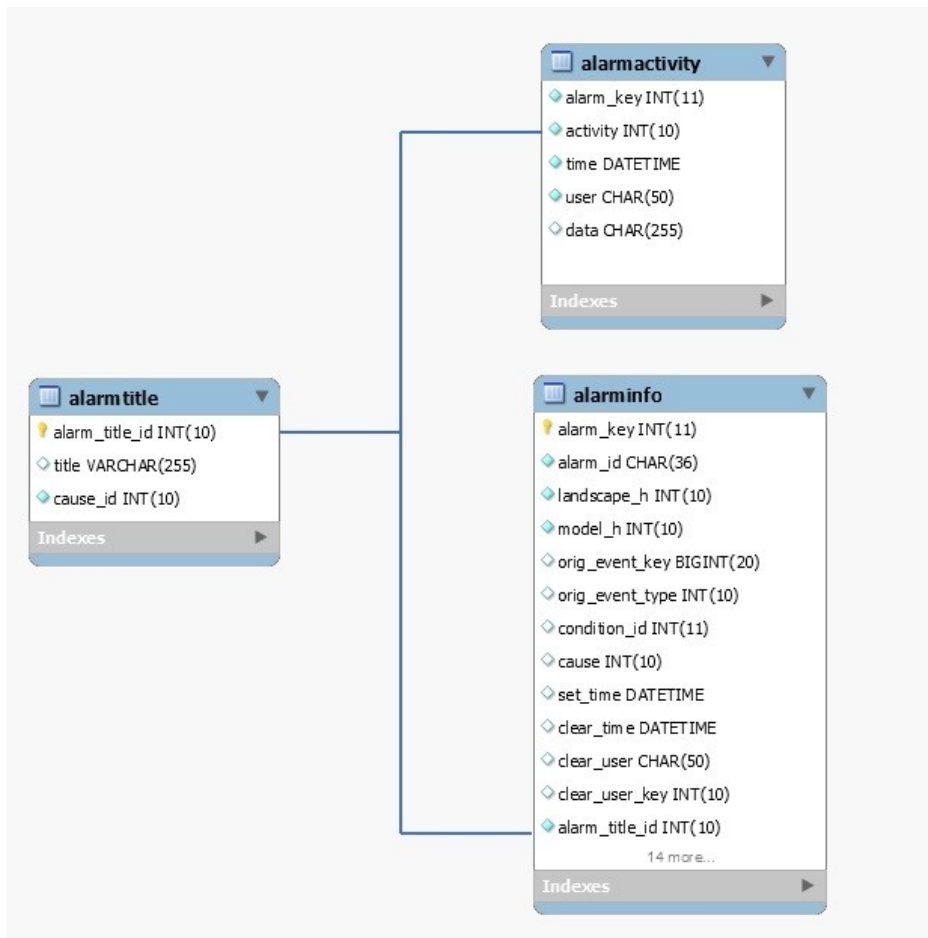 alarmactivity
alarm_key INT(11)
activity INT(10)
time DATETIME
user CHAR(50)
data CHAR(255)
Indexes
alarmtitle
alarm_title_id INT(10)
title VARCHAR(255)
cause_id INT(10)
Indexes
alarminfo
alarm_key INT(11)
alarm_id CHAR(36)
landscape_h INT(10)
model_h INT(10)
orig_event_key BIGINT(20)
orig_event_type INT(10)
condition_id INT(11)
cause INT(10)
set_time DATETIME
clear_time DATETIME
clear_user CHAR(50)
clear_user_key INT(10)
alarm_title_id INT(10)
14 more...
Indexes